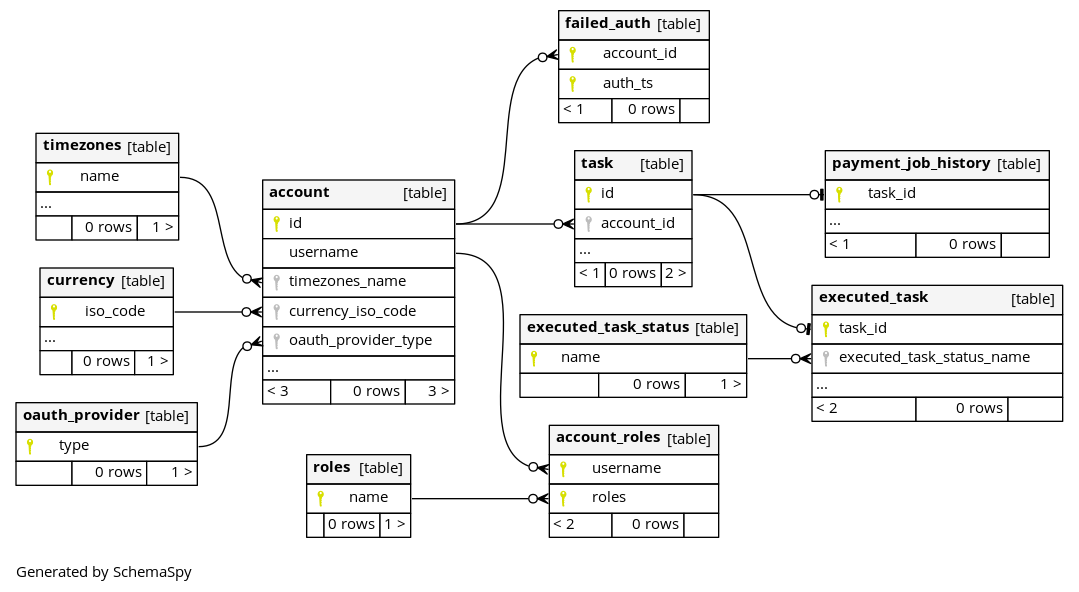 failed_auth [table]
account_id
auth_ts
< 1 0 rows
timezones [table]
name
...
0 rows 1 >
account [table]
id
username
timezones_name
currency_iso_code
oauth_provider_type
...
< 3 0 rows 3 >
task [table]
id
account_id
...
< 1 0 rows 2 >
payment_job_history [table]
task_id
...
< 1 0 rows
currency [table]
iso_code
...
0 rows 1 >
executed_task_status [table]
name
0 rows 1 >
executed_task [table]
task_id
executed_task_status_name
...
< 2 0 rows
oauth_provider [table]
type
0 rows 1 >
roles [table]
name
0 rows 1 >
account_roles [table]
username
roles
< 2 0 rows
Generated by SchemaSpy